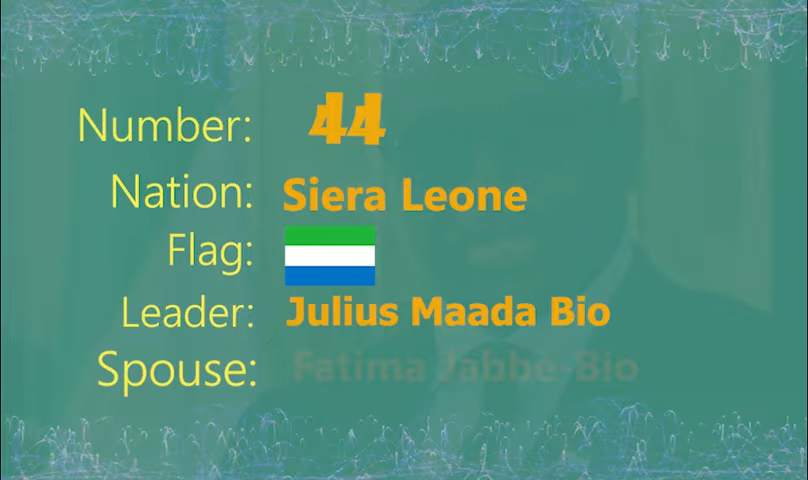 Number: 44
Nation: Siera Leone
Flag:
Leader: Julius Maada Bio
Spouse: Fatima Jabbe-Bio